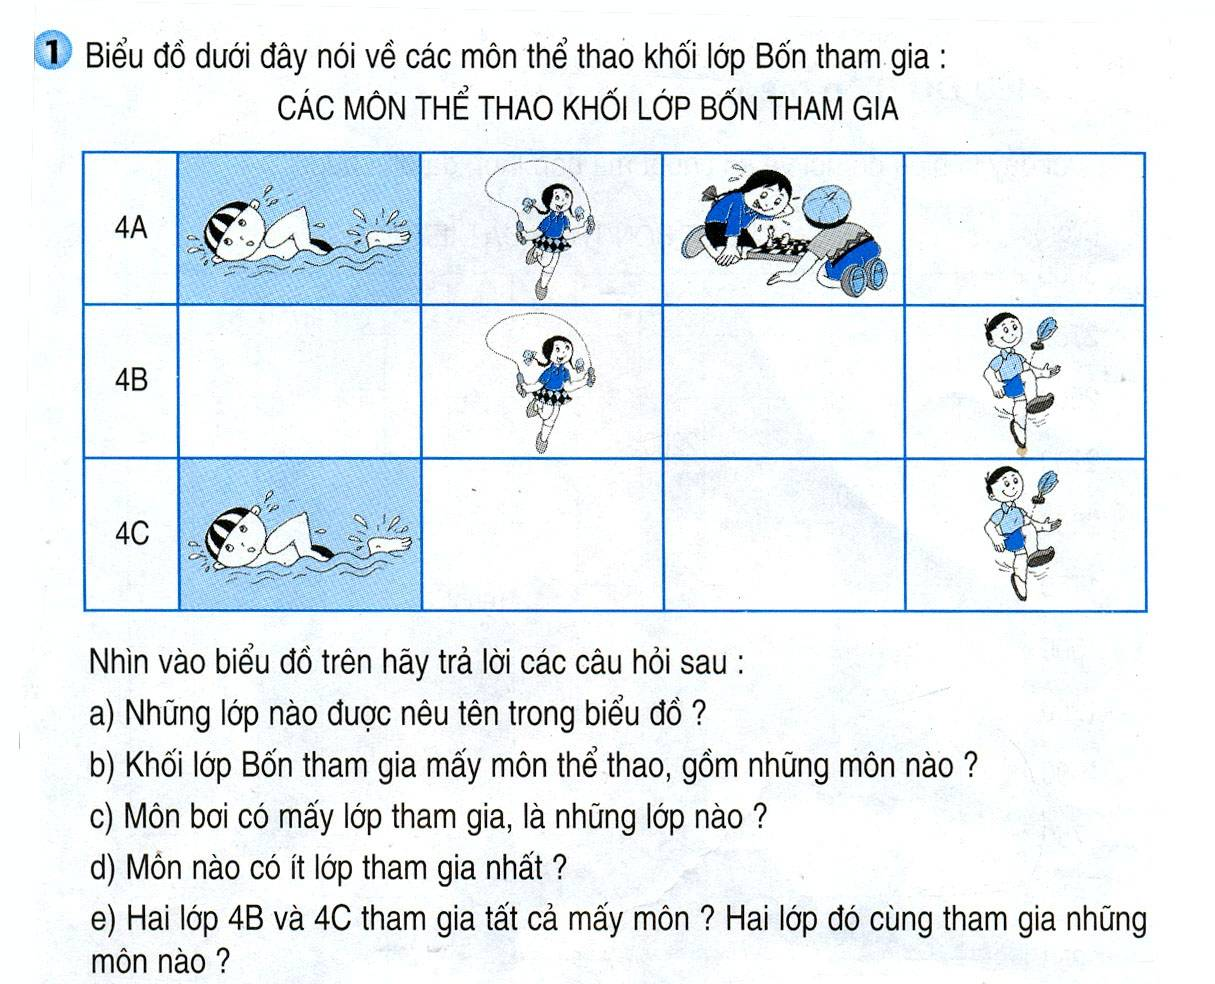 1 Biểu đồ dưới đây nói về các môn thể thao khối lớp Bốn tham gia :
CÁC MÔN THỂ THAO KHỐI LỚP BỐN THAM GIA
4A
4B
4C
Nhìn vào biểu đồ trên hãy trả lời các câu hỏi sau :
a) Những lớp nào được nêu tên trong biểu đồ ?
b) Khối lớp Bốn tham gia mấy môn thể thao, gồm những môn nào ?
c) Môn bơi có mấy lớp tham gia, là những lớp nào ?
d) Môn nào có ít lớp tham gia nhất ?
e) Hai lớp 4B và 4C tham gia tất cả mấy môn ? Hai lớp đó cùng tham gia những
môn nào ?